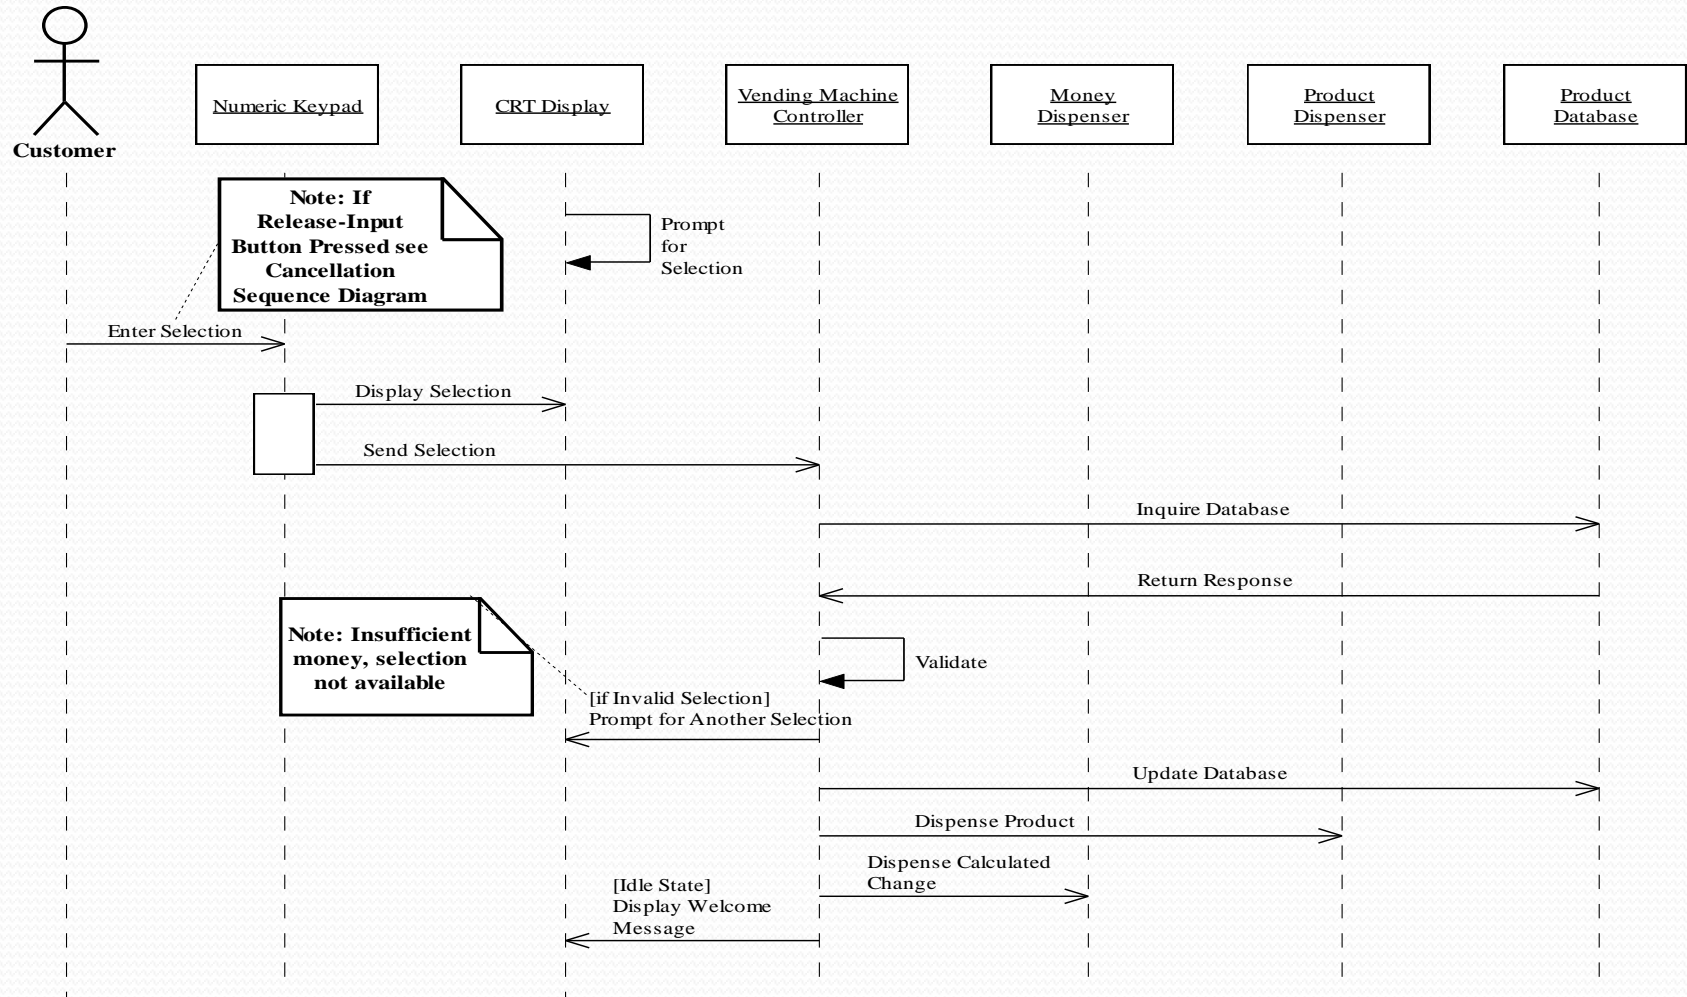 Customer
Numeric Keypad
CRT Display
Vending Machine
Controller
Money
Dispenser
Product
Dispenser
Product
Database
Note: If
Release-Input
Button Pressed see
Cancellation
Sequence Diagram
Prompt
for
Selection
Enter Selection
Display Selection
Send Selection
Inquire Database
Return Response
Note: Insufficient
money, selection
not available
Validate
[if Invalid Selection]
Prompt for Another Selection
Update Database
Dispense Product
Dispense Calculated
Change
[Idle State]
Display Welcome
Message